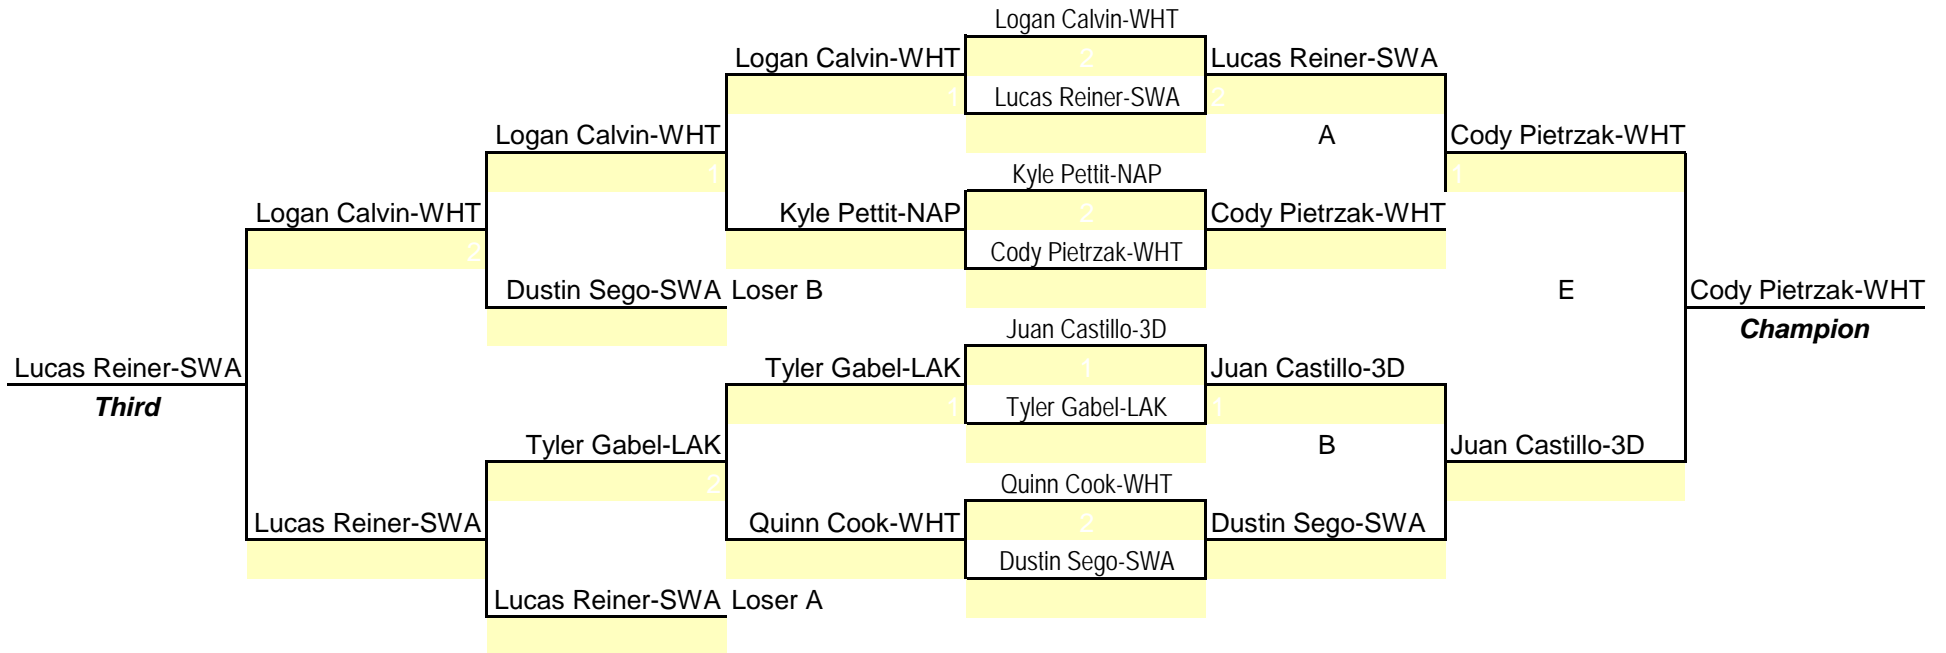 Logan Calvin-WHT
Logan Calvin-WHT 2 Lucas Reiner-SWA
1 Lucas Reiner-SWA 2
Logan Calvin-WHT A Cody Pietrzak-WHT
1 Kyle Pettit-NAP 1
Logan Calvin-WHT Kyle Pettit-NAP 2 Cody Pietrzak-WHT
2 Cody Pietrzak-WHT
Dustin Sego-SWA Loser B E Cody Pietrzak-WHT
Juan Castillo-3D Champion
Lucas Reiner-SWA Tyler Gabel-LAK 1 Juan Castillo-3D
Third 1 Tyler Gabel-LAK 1
Tyler Gabel-LAK B Juan Castillo-3D
2 Quinn Cook-WHT
Lucas Reiner-SWA Quinn Cook-WHT 2 Dustin Sego-SWA
Dustin Sego-SWA
Lucas Reiner-SWA Loser A